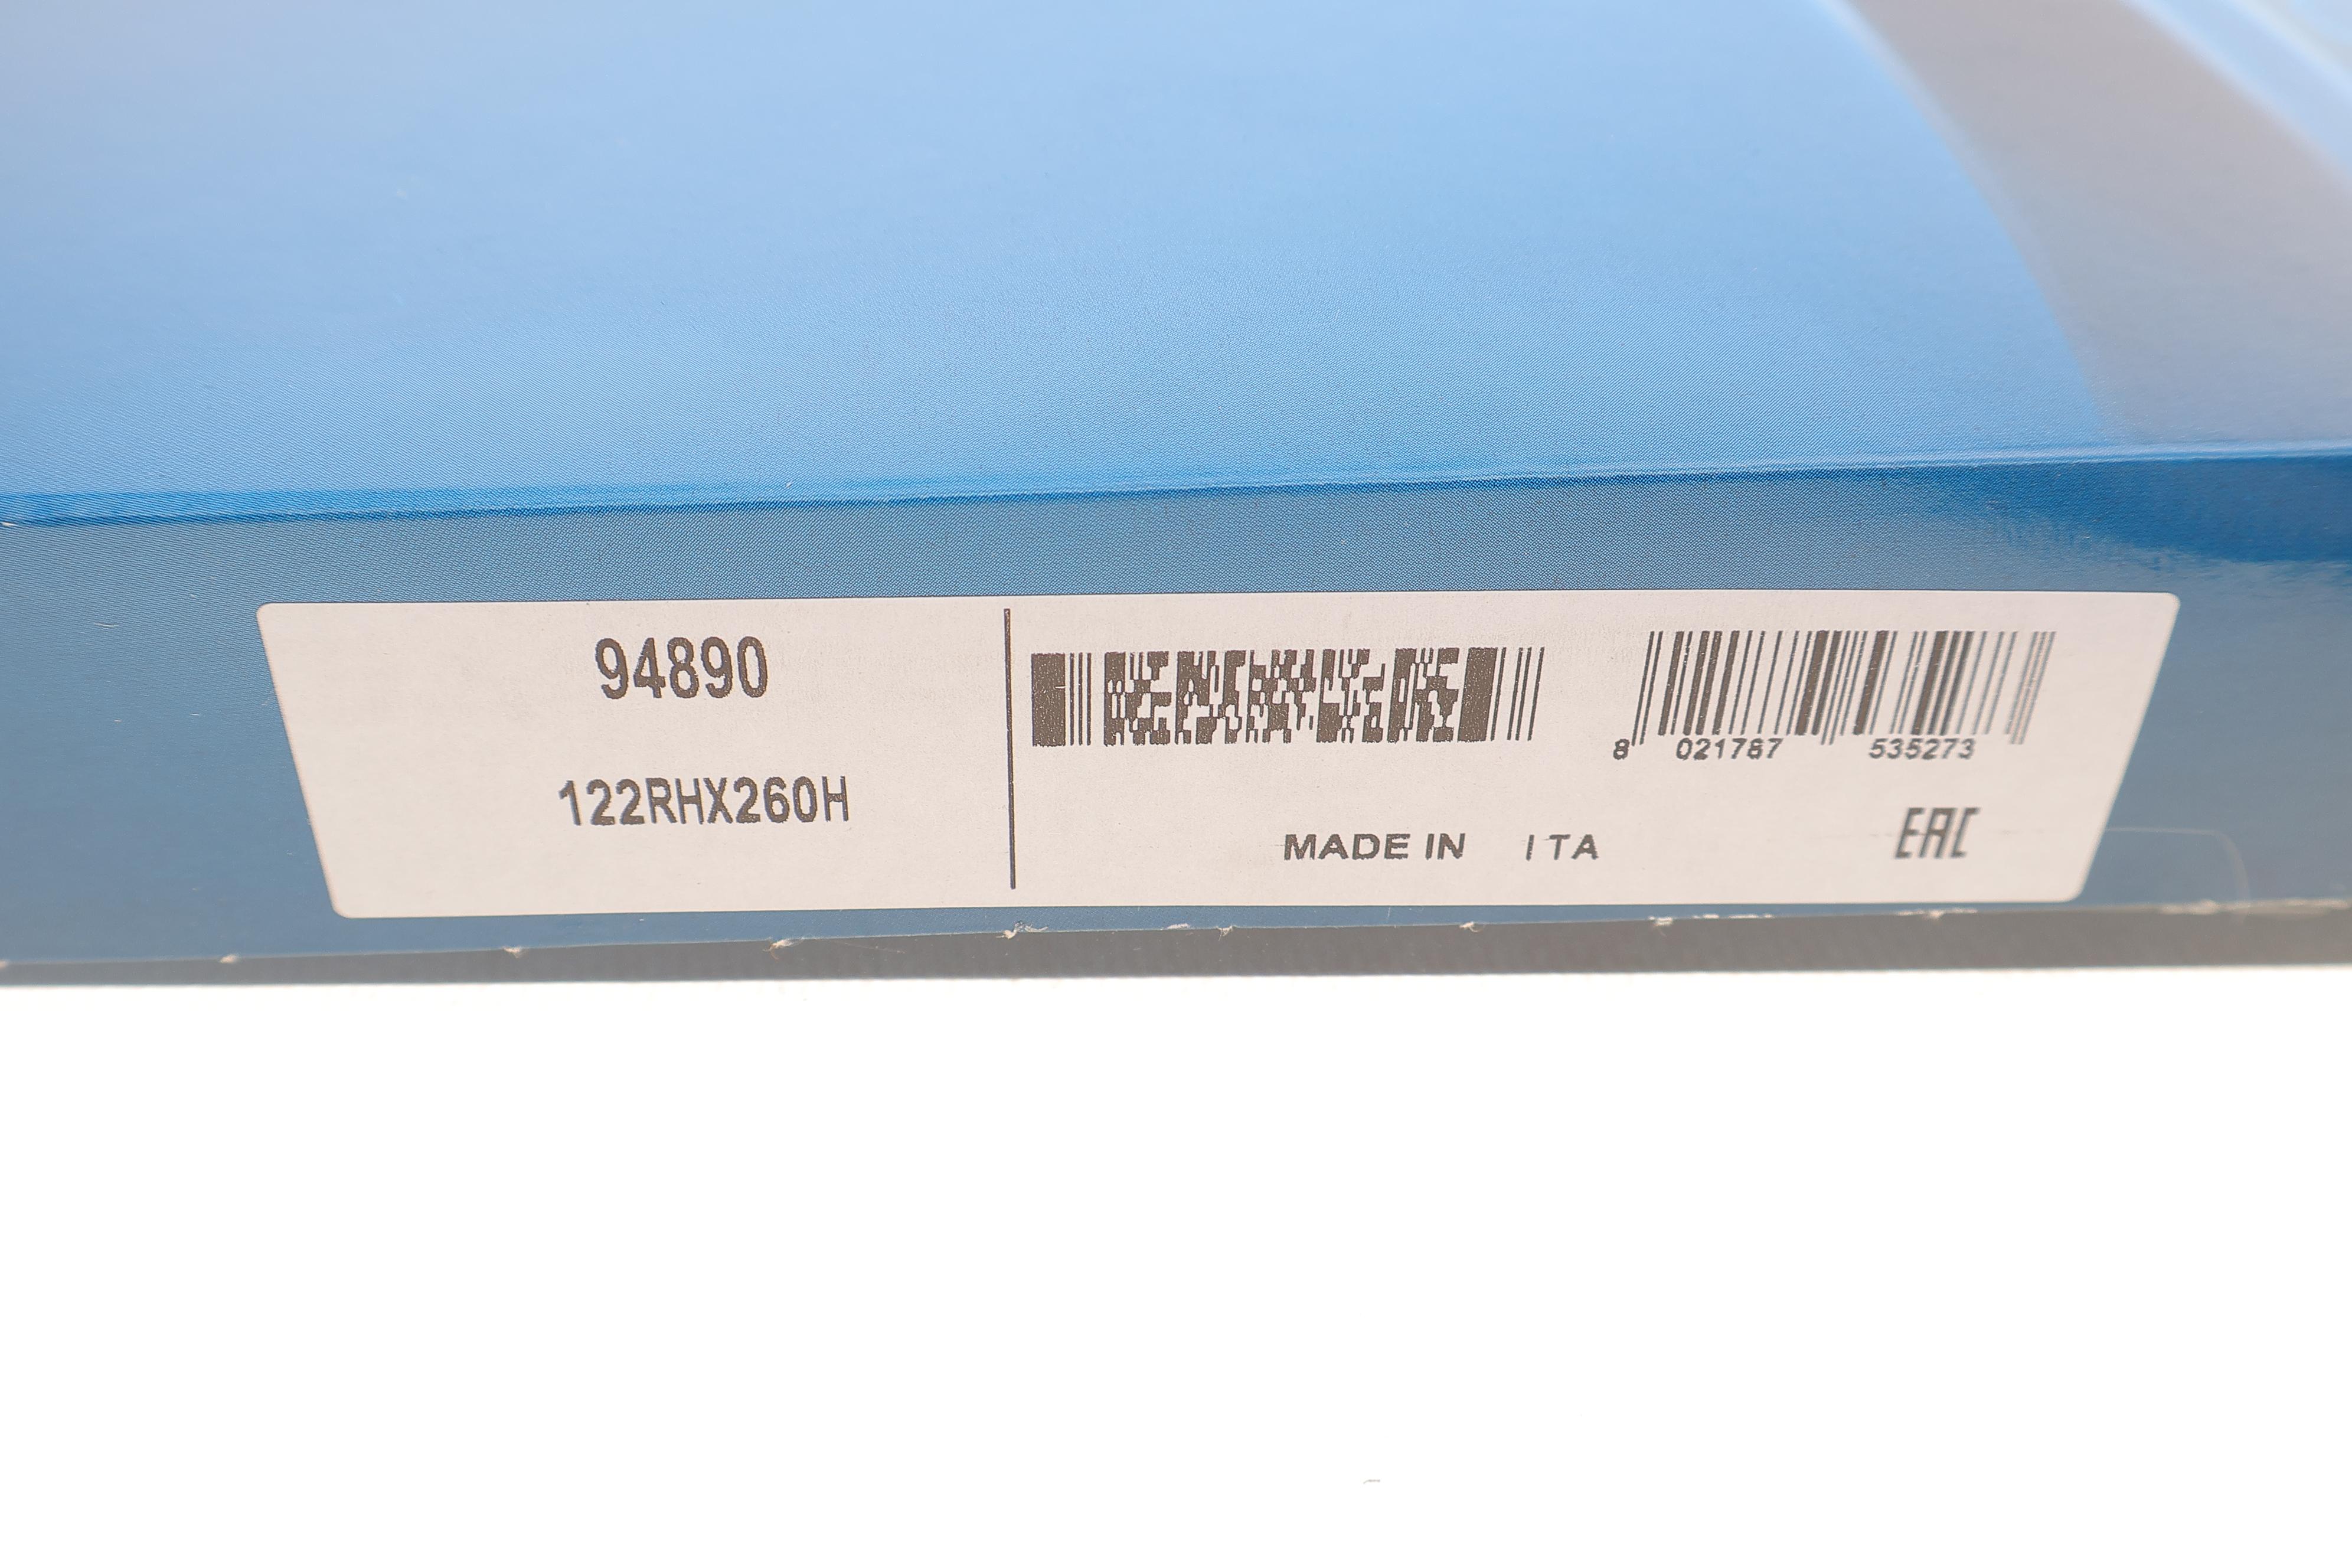 94890
122RHX260H
8 021787 535273
MADE IN ITA
EAC